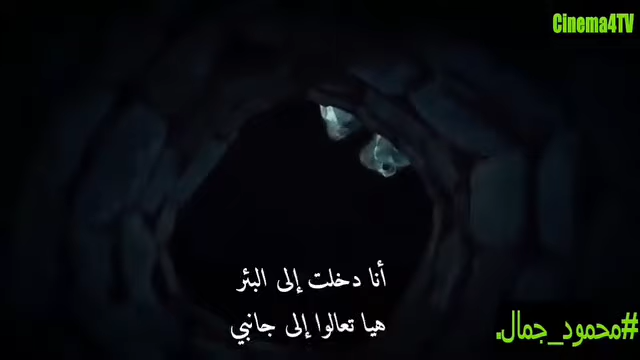 Cinema4TV
أنا دخلت إلى البئر
هيا تعالوا إلى جانبي
#محمود_جمال.